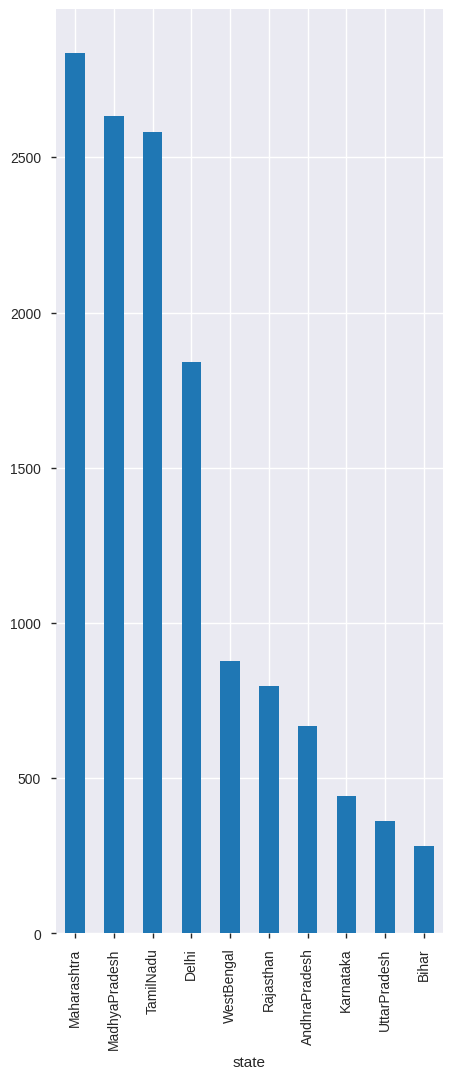 2500
2000
1500
1000
500
0
Maharashtra
MadhyaPradesh
TamilNadu
Delhi
WestBengal
Rajasthan
AndhraPradesh
Karnataka
UttarPradesh
Bihar
state